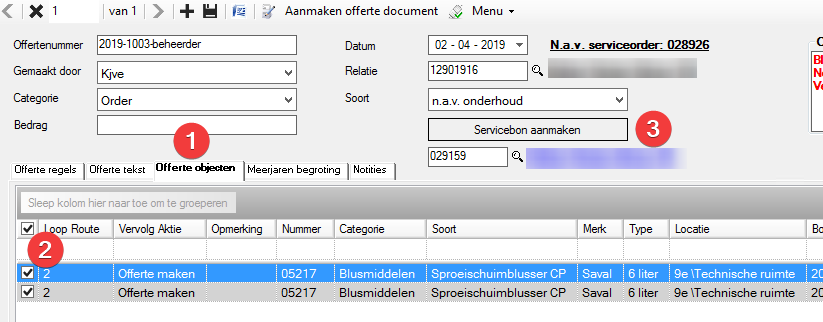 1 van 1 Aanmaken offerte document Menu
Offertenummer 2019-1003-beheerder Datum 02 - 04 - 2019 N.a.v. serviceorder: 028926
Gemaakt door Kjve Relatie 12901916
Categorie Order Soort n.a.v. onderhoud
Bedrag Servicebon aanmaken 3
1
029159
Offerte regels Offerte tekst Offerte objecten Meerjaren begroting Notities
Sleep kolom hier naar toe om te groeperen
Loop Route Vervolg Aktie Opmerking Nummer Categorie Soort Merk Type Locatie
2
2 Offerte maken 05217 Blusmiddelen Sproeischuimblusser CP Saval 6 liter 9e \Technische ruimte
2 Offerte maken 05217 Blusmiddelen Sproeischuimblusser CP Saval 6 liter 9e \Technische ruimte